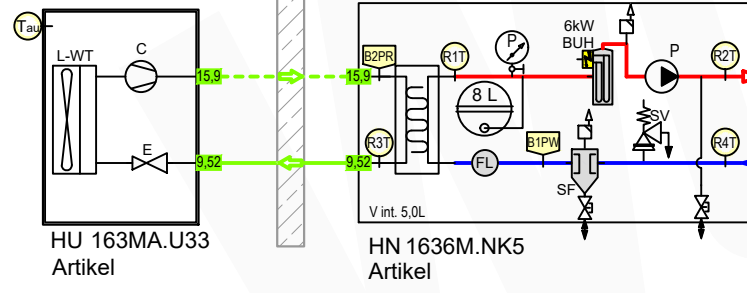 Tau
L-WT
C
15,9
E
9,52
HU 163MA.U33
Artikel
15,9
B2PR
R1T
P
8 L
6kW
BUH
P
R2T
R3T
9,52
FL
B1PW
SF
SV
R4T
V int. 5,0L
HN 1636M.NK5
Artikel